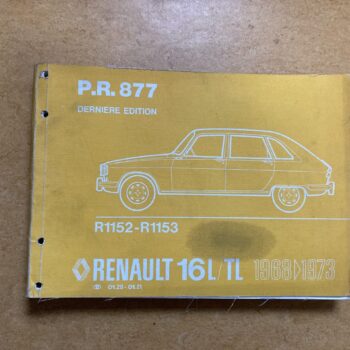 P.R. 877
DERNIERE EDITION
R1152-R1153
RENAULT 16L/TL 1968▷1973